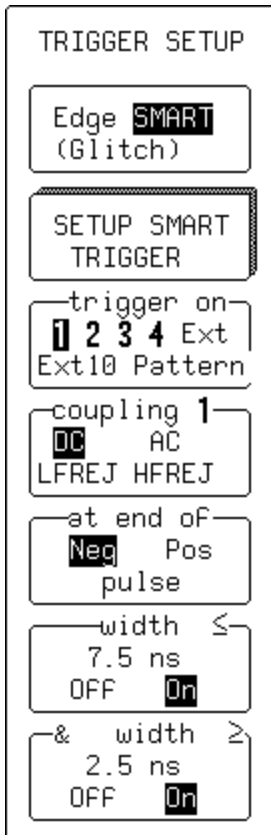 TRIGGER SETUP
Edge SMART
(Glitch)
SETUP SMART
TRIGGER
trigger on
1 2 3 4 Ext
Ext10 Pattern
coupling 1
DC AC
LFREJ HFREJ
at end of
Neg Pos
pulse
width ≤
7.5 ns
OFF On
& width ≥
2.5 ns
OFF On